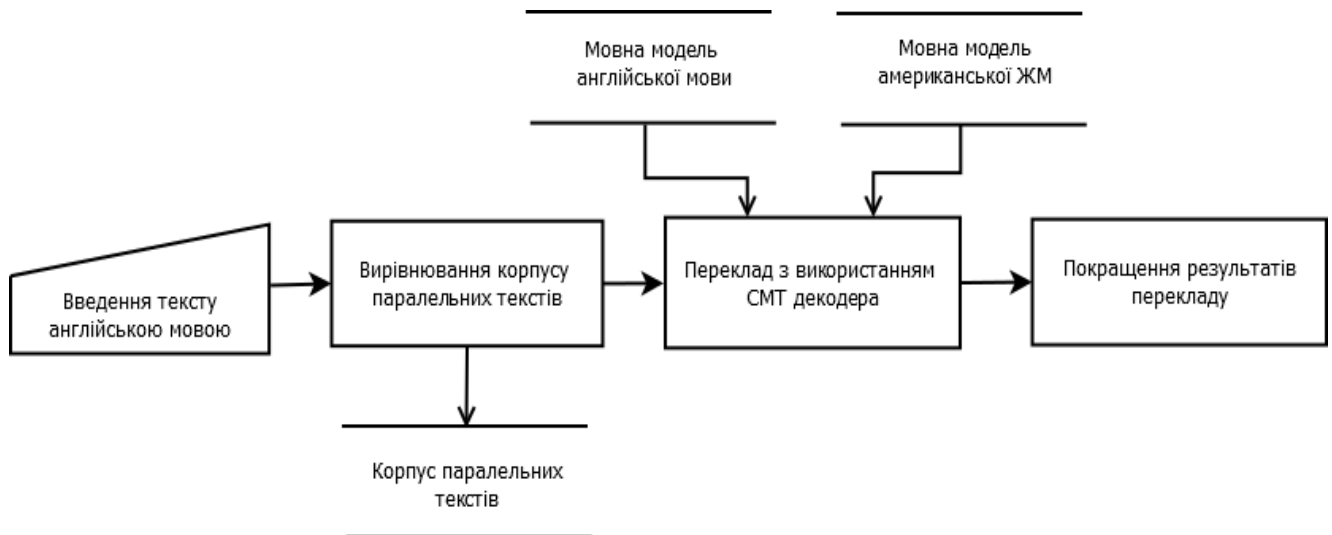 Мовна модель
англійської мови
Мовна модель
американської ЖМ
Введення тексту
англійською мовою
Вирівнювання корпусу
паралельних текстів
Переклад з використанням
СМТ декодера
Покращення результатів
перекладу
Корпус паралельних
текстів